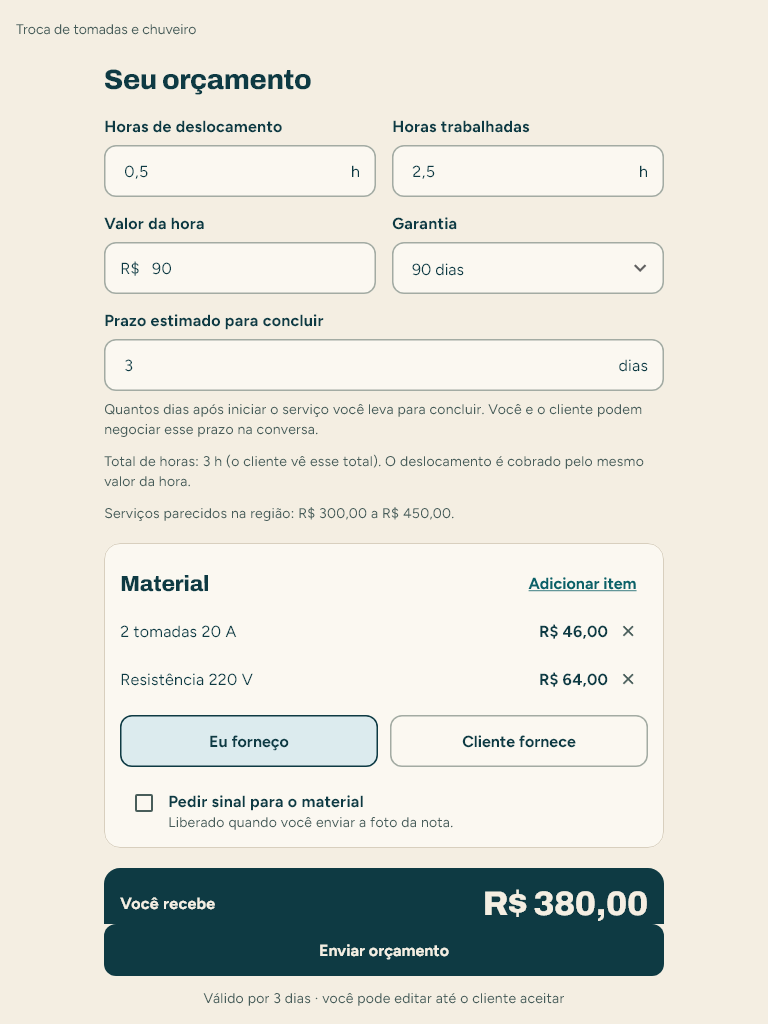 Troca de tomadas e chuveiro
Seu orçamento
Horas de deslocamento
Horas trabalhadas
0,5 h
2,5 h
Valor da hora
Garantia
R$ 90
90 dias
Prazo estimado para concluir
3 dias
Quantos dias após iniciar o serviço você leva para concluir. Você e o cliente podem
negociar esse prazo na conversa.
Total de horas: 3 h (o cliente vê esse total). O deslocamento é cobrado pelo mesmo
valor da hora.
Serviços parecidos na região: R$ 300,00 a R$ 450,00.
Material
Adicionar item
2 tomadas 20 A
R$ 46,00 ✕
Resistência 220 V
R$ 64,00 ✕
Eu forneço
Cliente fornece
Pedir sinal para o material
Liberado quando você enviar a foto da nota.
Você recebe
R$ 380,00
Enviar orçamento
Válido por 3 dias · você pode editar até o cliente aceitar